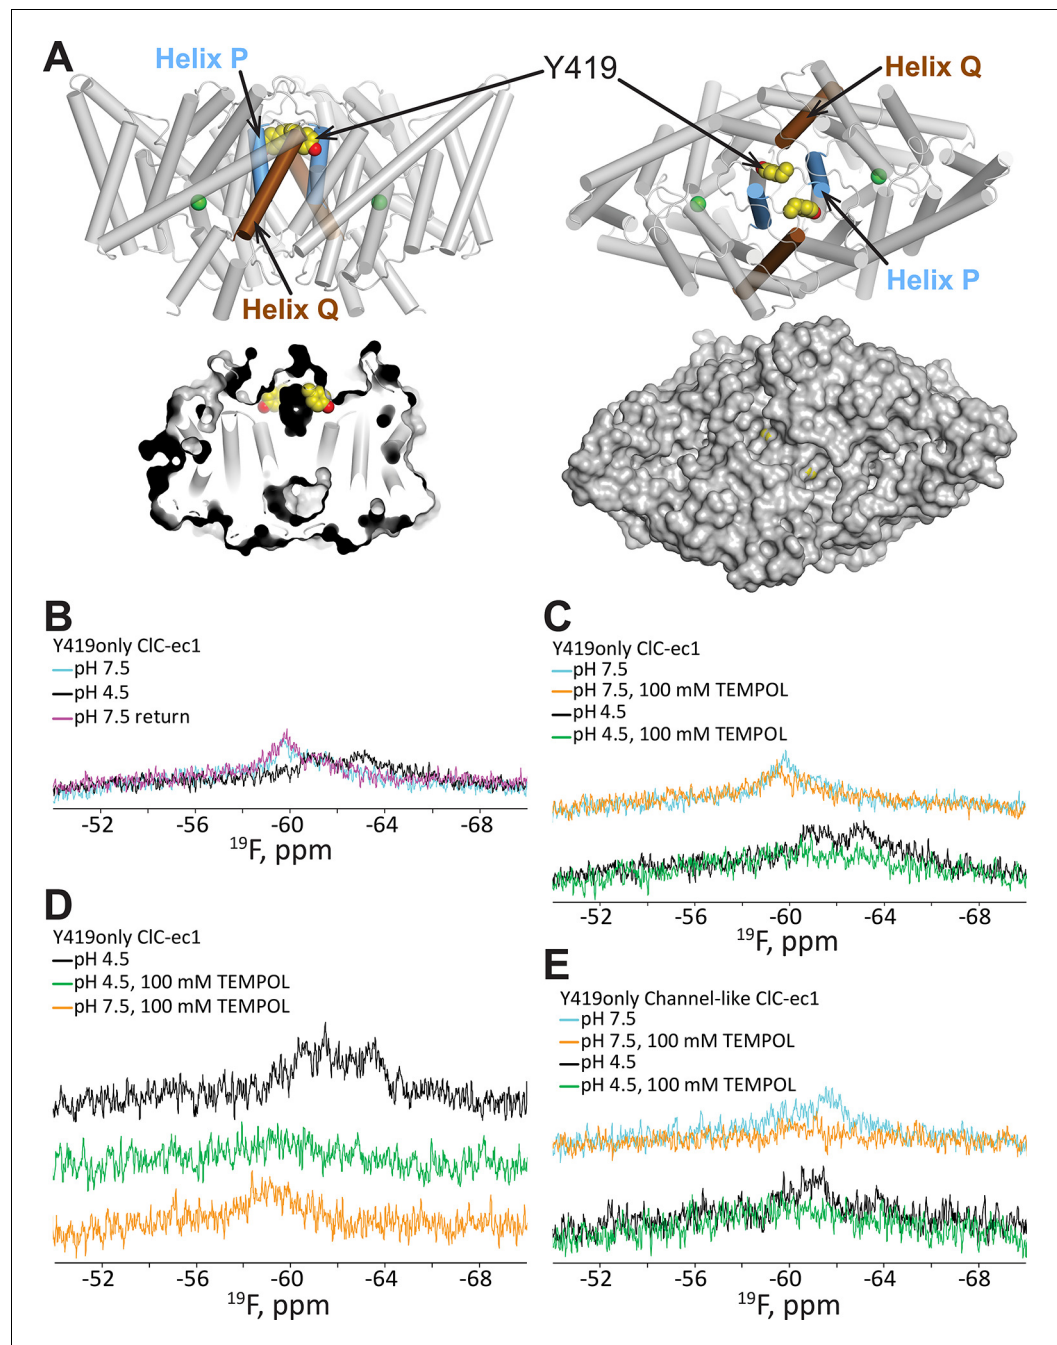 A
Helix P
Y419
Helix Q
Helix Q
Helix P
B
Y419only ClC-ec1
pH 7.5
pH 4.5
pH 7.5 return
-52 -56 -60 -64 -68
19F, ppm
C
Y419only ClC-ec1
pH 7.5
pH 7.5, 100 mM TEMPOL
pH 4.5
pH 4.5, 100 mM TEMPOL
-52 -56 -60 -64 -68
19F, ppm
D
Y419only ClC-ec1
pH 4.5
pH 4.5, 100 mM TEMPOL
pH 7.5, 100 mM TEMPOL
-52 -56 -60 -64 -68
19F, ppm
E
Y419only Channel-like ClC-ec1
pH 7.5
pH 7.5, 100 mM TEMPOL
pH 4.5
pH 4.5, 100 mM TEMPOL
-52 -56 -60 -64 -68
19F, ppm